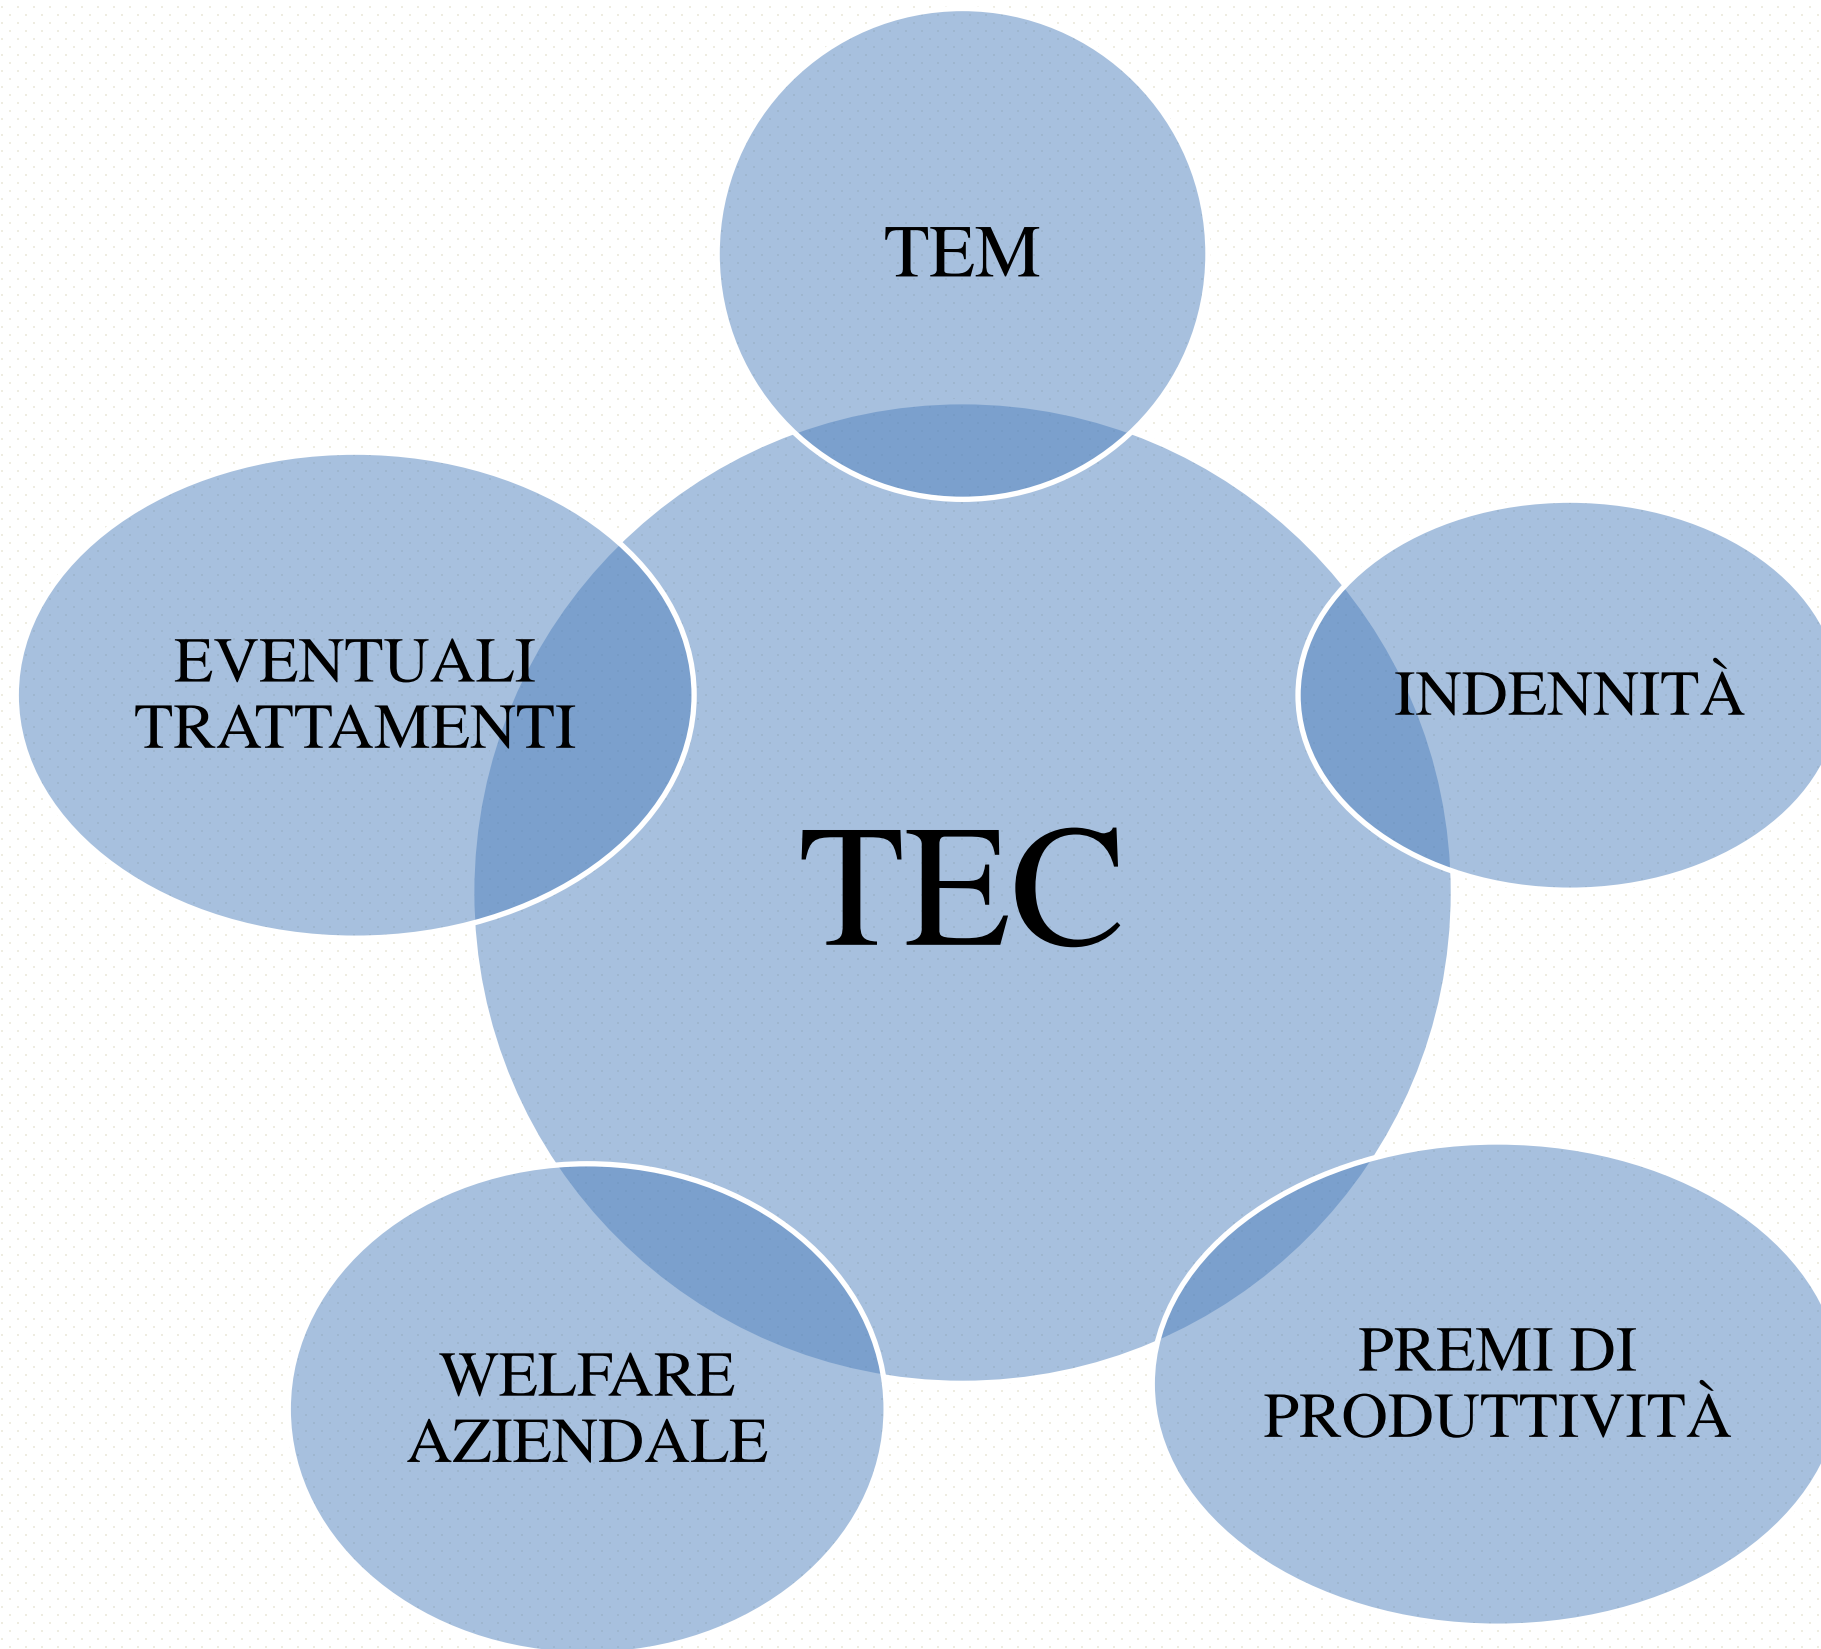 TEM
EVENTUALI
TRATTAMENTI
INDENNITÀ
TEC
WELFARE
AZIENDALE
PREMI DI
PRODUTTIVITÀ